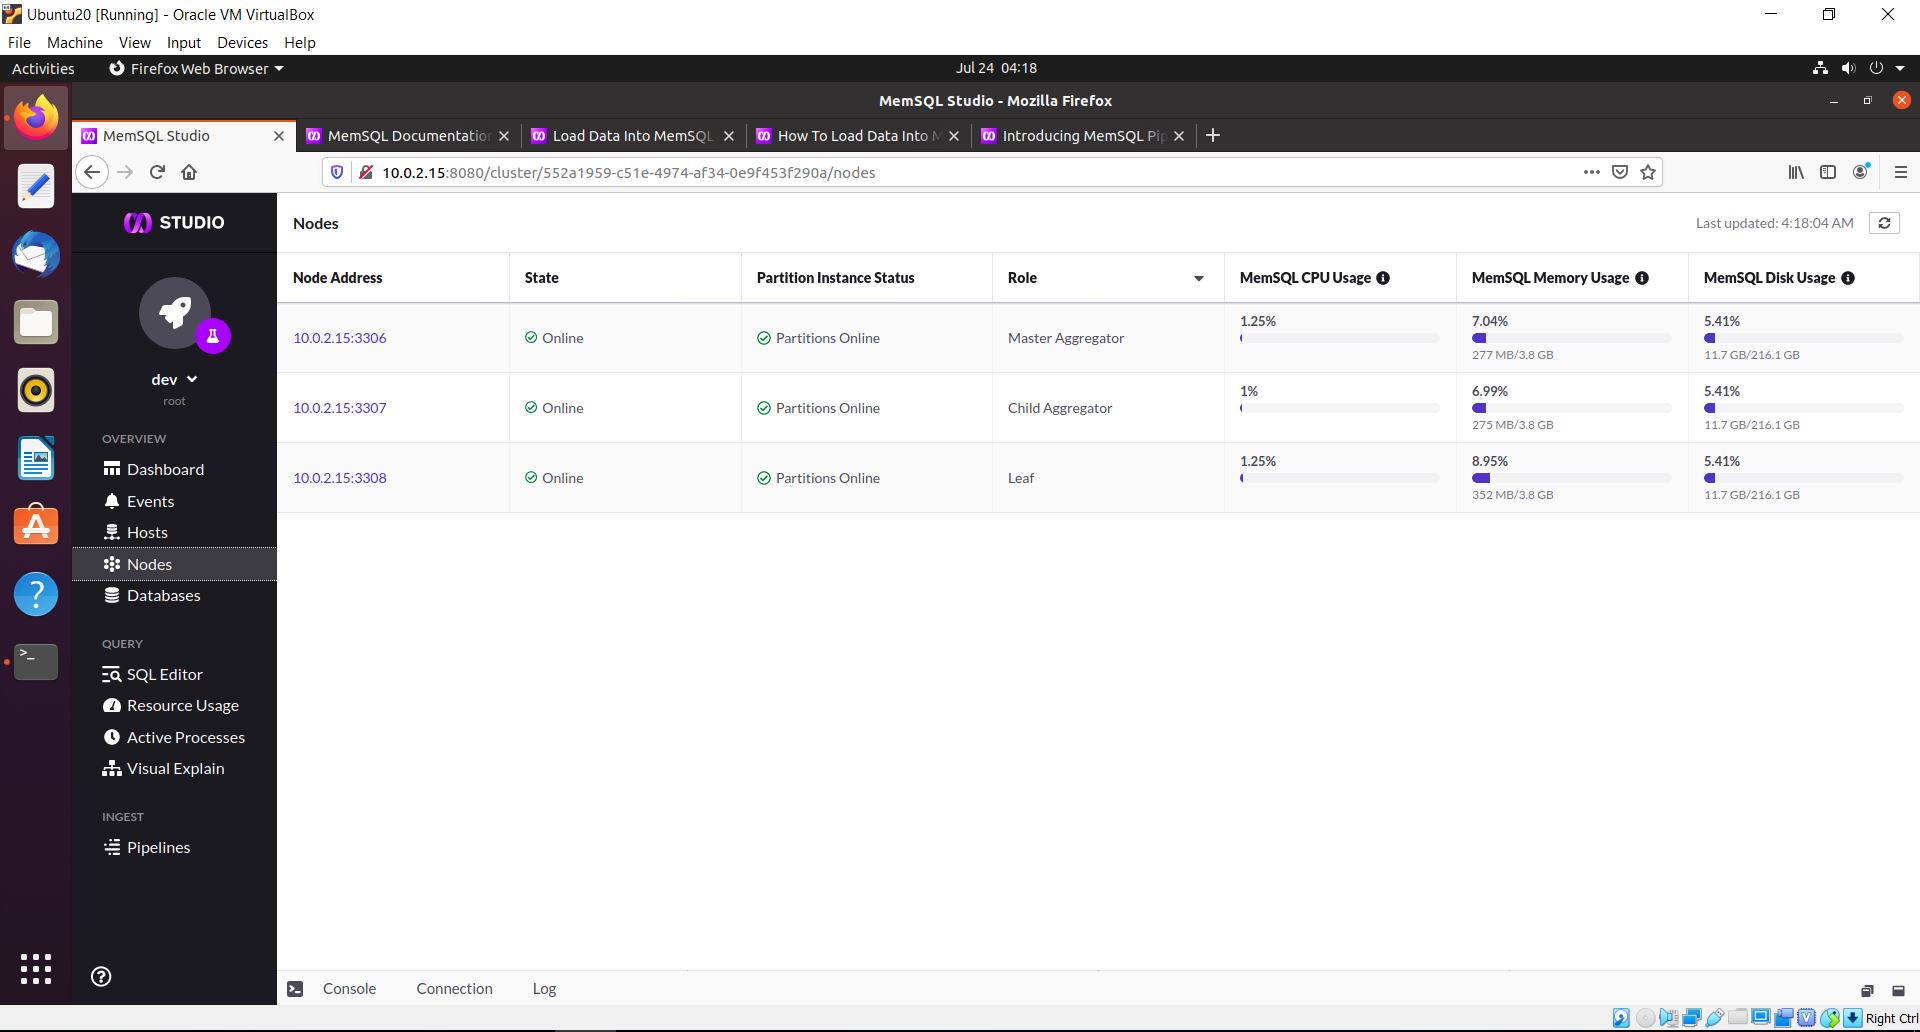 Ubuntu20 [Running] - Oracle VM VirtualBox
File Machine View Input Devices Help
Activities Firefox Web Browser Jul 24 04:18
MemSQL Studio - Mozilla Firefox
MemSQL Studio MemSQL Documentation Load Data Into MemSQL How To Load Data Into M Introducing MemSQL Pip
10.0.2.15:8080/cluster/552a1959-c51e-4974-af34-0e9f453f290a/nodes
STUDIO
dev
root
OVERVIEW
Dashboard
Events
Hosts
Nodes
Databases
QUERY
SQL Editor
Resource Usage
Active Processes
Visual Explain
INGEST
Pipelines
Nodes Last updated: 4:18:04 AM
Node Address State Partition Instance Status Role MemSQL CPU Usage MemSQL Memory Usage MemSQL Disk Usage
1.25% 7.04% 5.41%
10.0.2.15:3306 Online Partitions Online Master Aggregator
277 MB/3.8 GB 11.7 GB/216.1 GB
1% 6.99% 5.41%
10.0.2.15:3307 Online Partitions Online Child Aggregator
275 MB/3.8 GB 11.7 GB/216.1 GB
1.25% 8.95% 5.41%
10.0.2.15:3308 Online Partitions Online Leaf
352 MB/3.8 GB 11.7 GB/216.1 GB
Console Connection Log
Right Ctrl